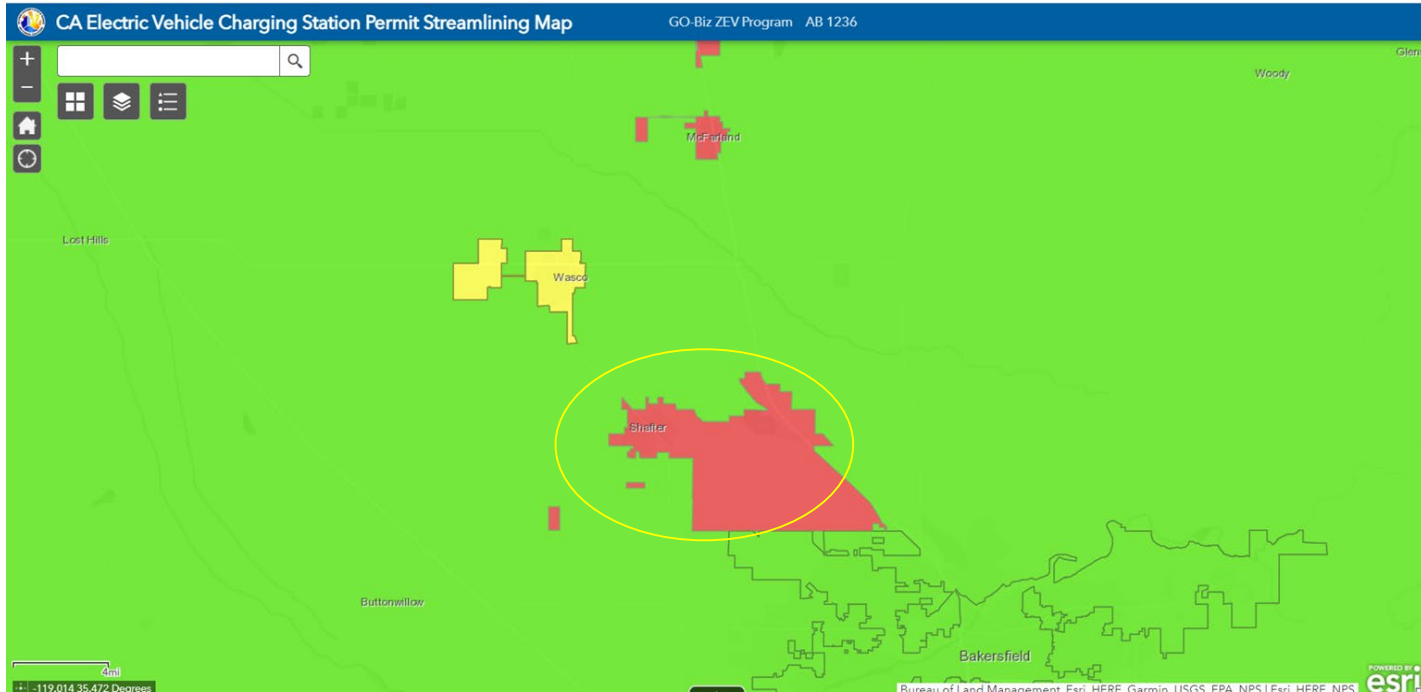 CA Electric Vehicle Charging Station Permit Streamlining Map
GO-Biz ZEV Program AB 1236
+
−
Woody
McFarland
Lost Hills
Wasco
Shafter
Buttonwillow
Bakersfield
4mi
-119.014 35.472 Degrees
Bureau of Land Management, Esri, HERE, Garmin, USGS, EPA, NPS | Esri, HERE, NPS
POWERED BY
esri